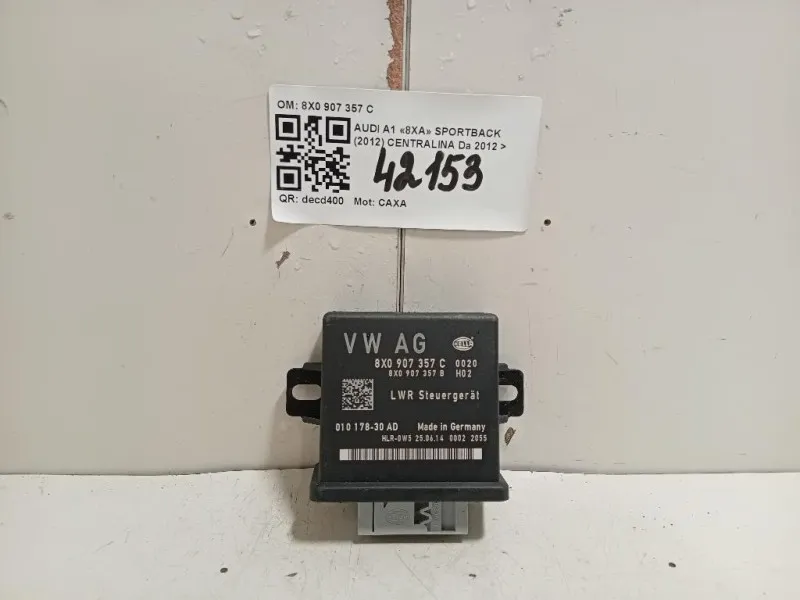 OM: 8X0 907 357 C
AUDI A1 «8XA» SPORTBACK
(2012) CENTRALINA Da 2012 >
42153
QR: decd400 Mot: CAXA
VW AG
HELLA
8X0 907 357 C 0020
8X0 907 357 B H02
LWR Steuergerät
010 178-30 AD Made in Germany
HLR-0W5 25.06.14 0002 2055